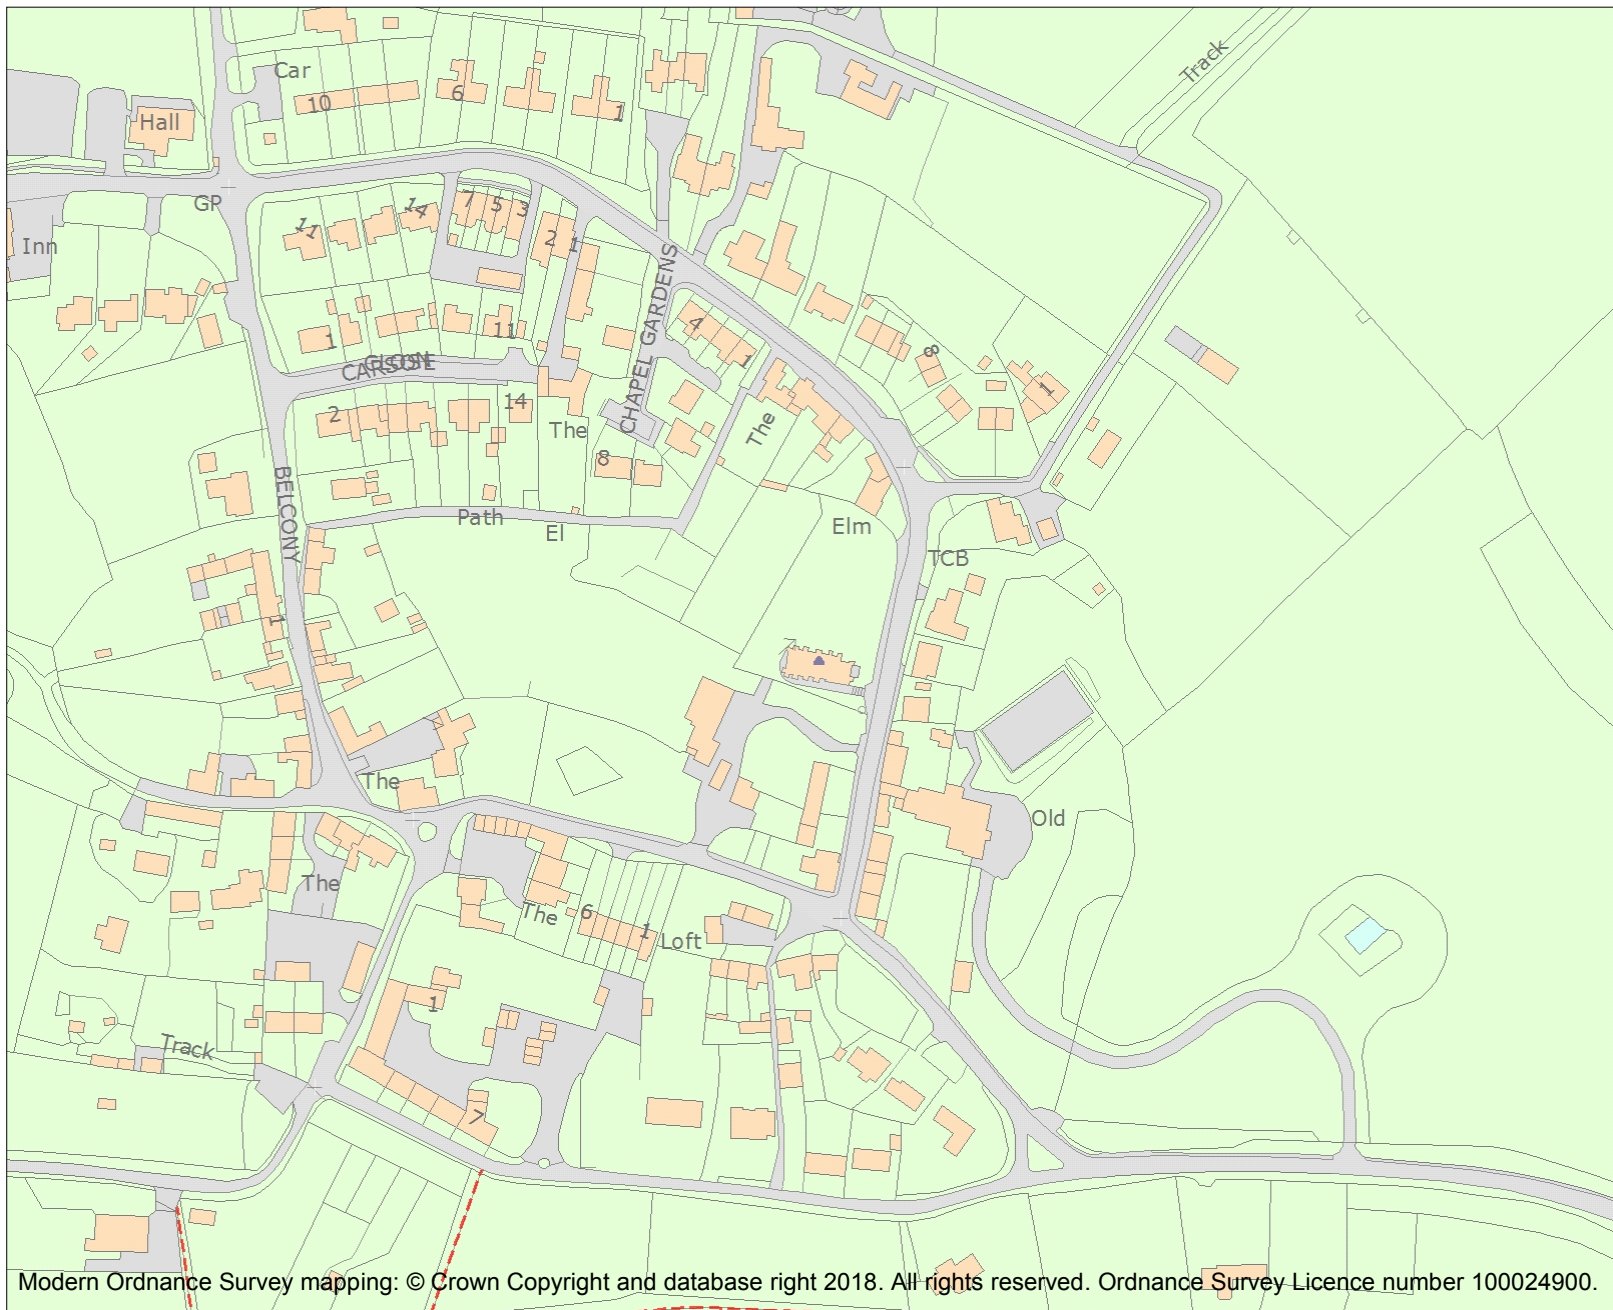 Track
Car
10
6
1
Hall
GP
Inn
11
14
7
5
3
2
1
CHAPEL GARDENS
4
1
8
1
1
11
CARSON
CLOSE
2
14
The
The
8
BELCONY
Path
El
Elm
TCB
1
The
Old
The
The
6
1
Loft
1
Track
7
Modern Ordnance Survey mapping: © Crown Copyright and database right 2018. All rights reserved. Ordnance Survey Licence number 100024900.